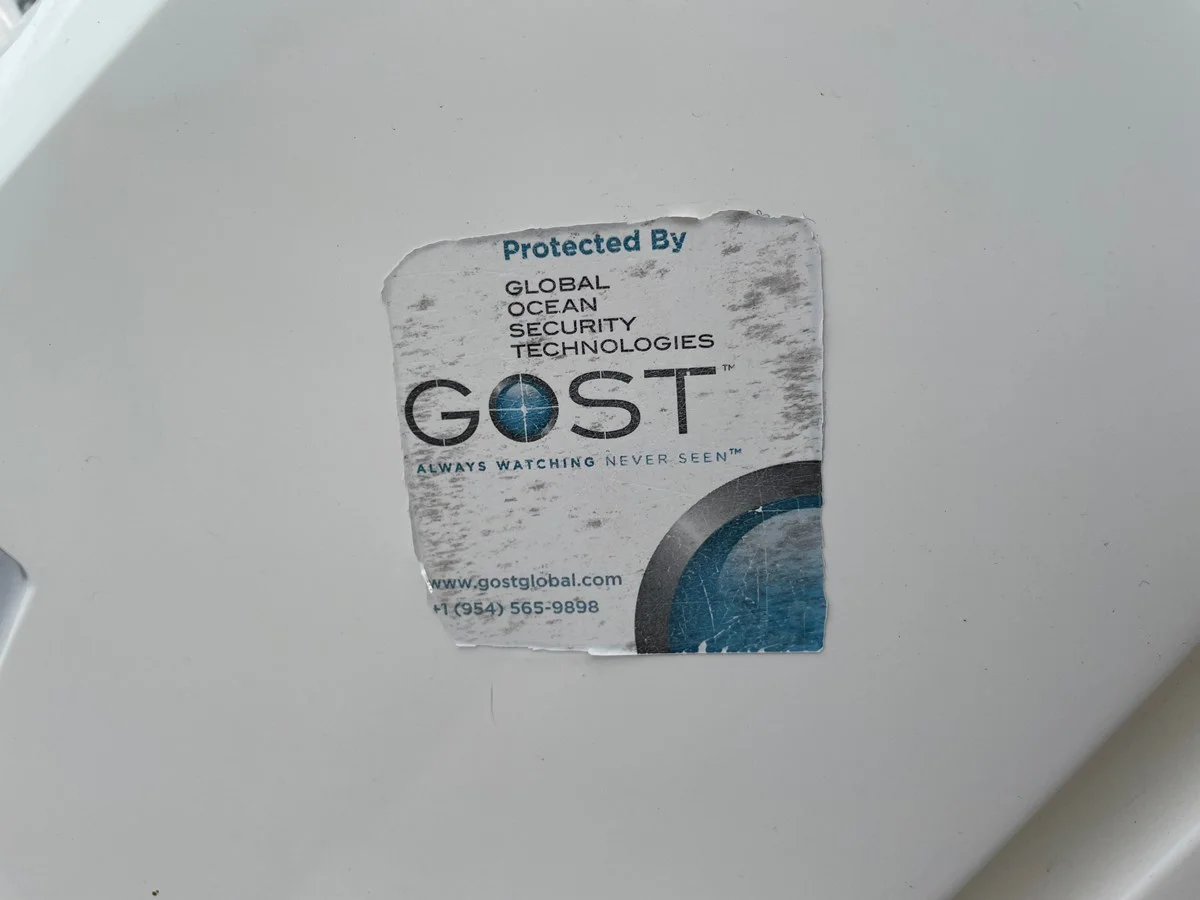 Protected By
GLOBAL
OCEAN
SECURITY
TECHNOLOGIES
GOST™
ALWAYS WATCHING NEVER SEEN™
www.gostglobal.com
+1 (954) 565-9898